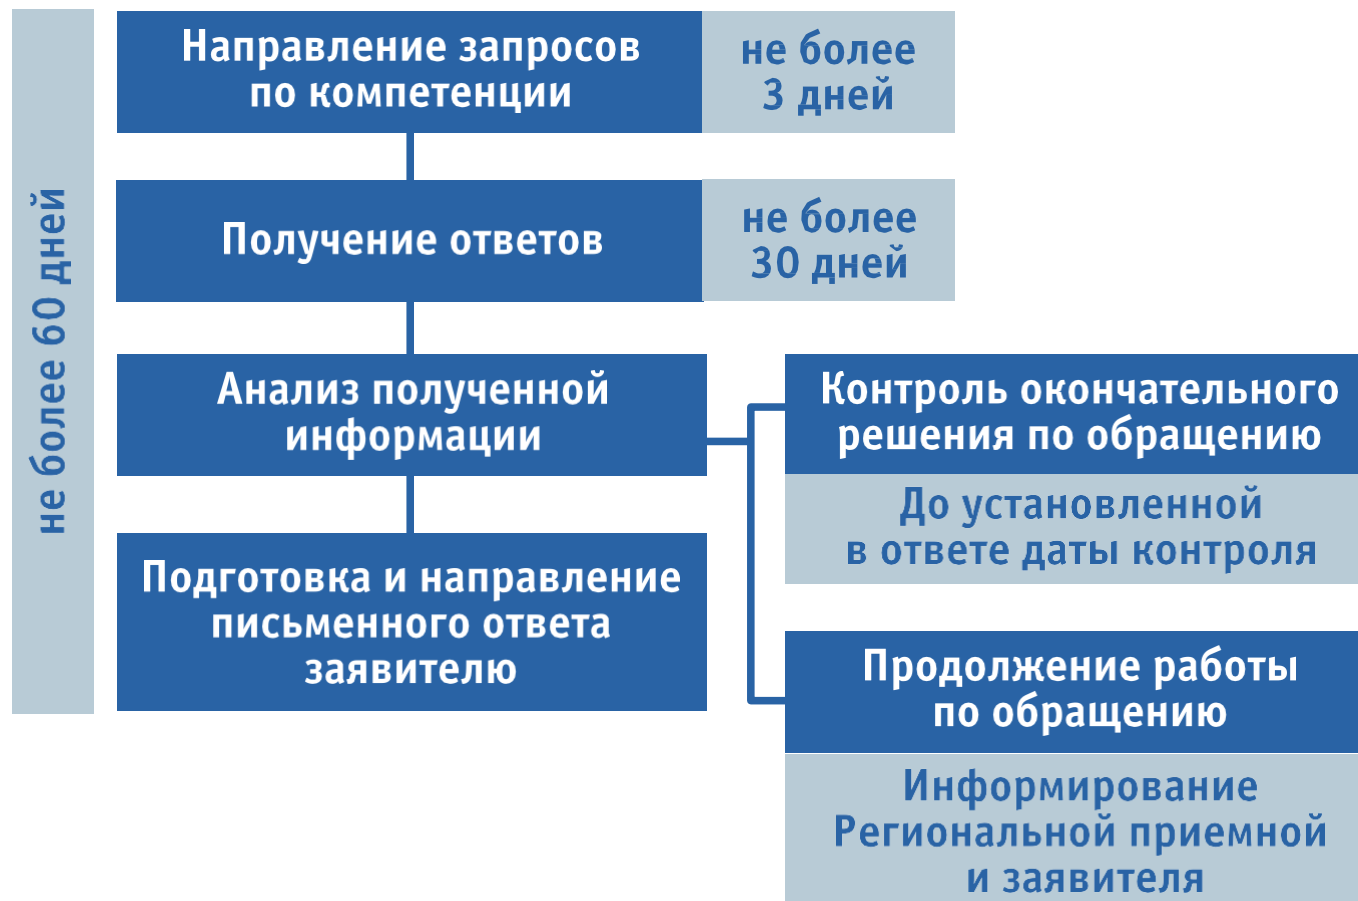 не более 60 дней
Направление запросов
по компетенции
не более
3 дней
Получение ответов
не более
30 дней
Анализ полученной
информации
Подготовка и направление
письменного ответа
заявителю
Контроль окончательного
решения по обращению
До установленной
в ответе даты контроля
Продолжение работы
по обращению
Информирование
Региональной приемной
и заявителя